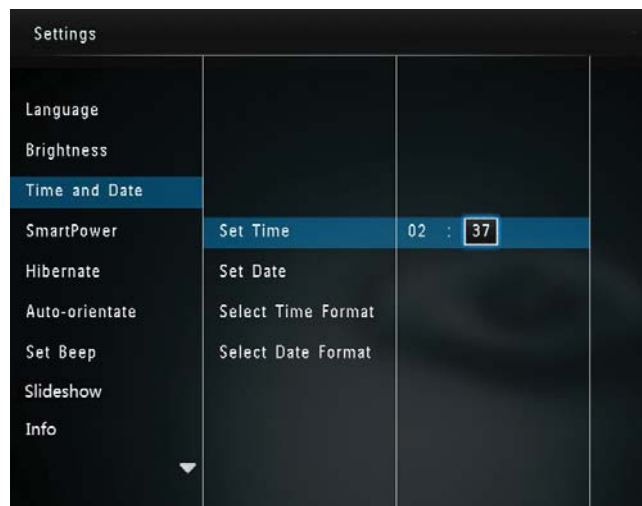 Settings
Language
Brightness
Time and Date
SmartPower
Hibernate
Auto-orientate
Set Beep
Slideshow
Info
Set Time
Set Date
Select Time Format
Select Date Format
02 : 37